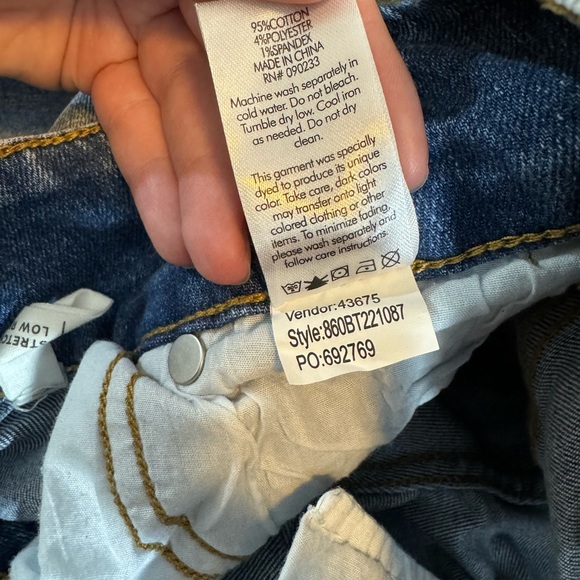 95%COTTON
4%POLYESTER
1%SPANDEX
MADE IN CHINA
RN# 090233
Machine wash separately in
cold water. Do not bleach.
Tumble dry low. Cool iron
as needed. Do not dry
clean.
This garment was specially
dyed to produce its unique
color. Take care, dark colors
may transfer onto light
colored clothing or other
items. To minimize fading,
please wash separately and
follow care instructions.
Vendor:43675
Style:860BT221087
PO:692769
LOW